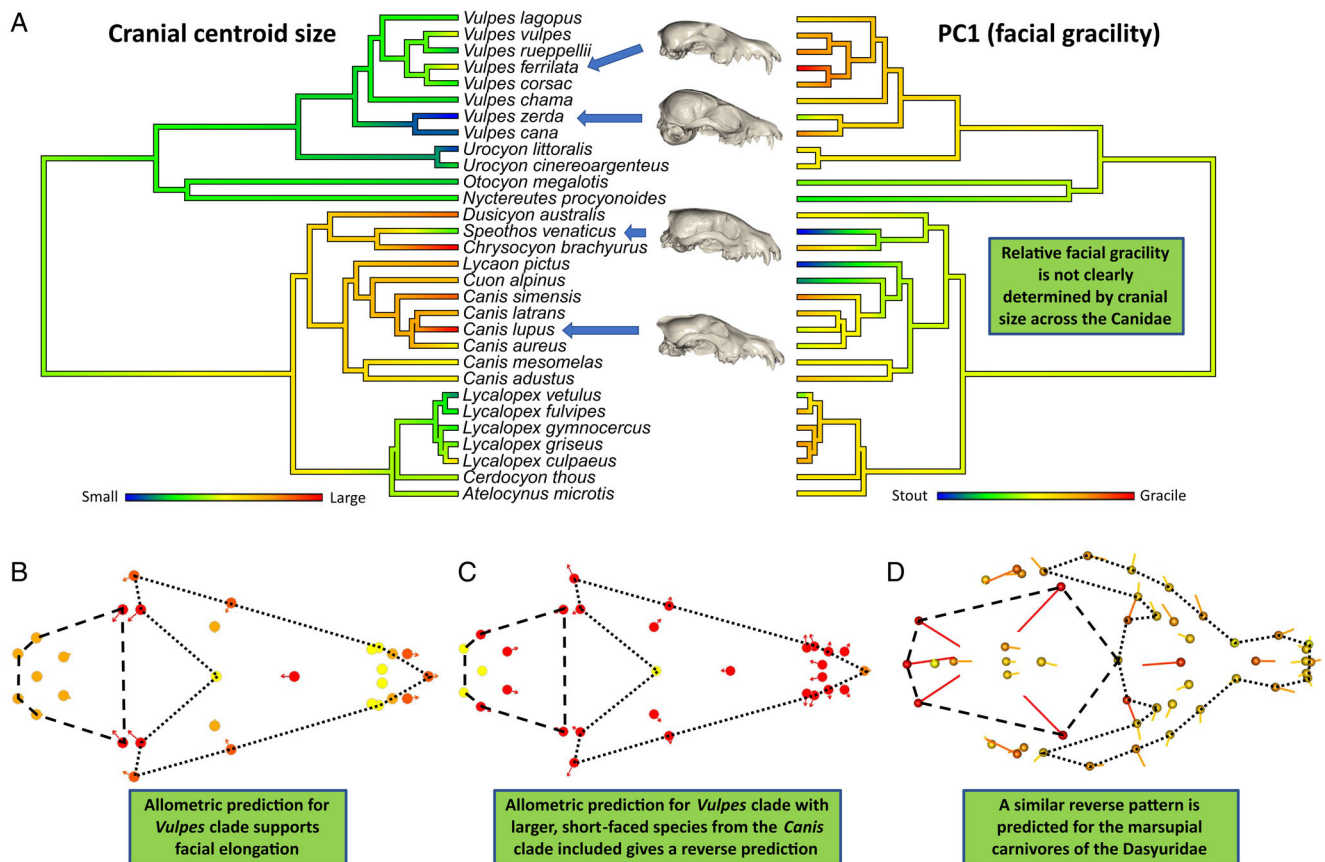 A
Cranial centroid size
PC1 (facial gracility)
Vulpes lagopus
Vulpes vulpes
Vulpes rueppellii
Vulpes ferrilata
Vulpes corsac
Vulpes chama
Vulpes zerda
Vulpes cana
Urocyon littoralis
Urocyon cinereoargenteus
Otocyon megalotis
Nyctereutes procyonoides
Dusicyon australis
Speothos venaticus
Chrysocyon brachyurus
Lycaon pictus
Cuon alpinus
Canis simensis
Canis latrans
Canis lupus
Canis aureus
Canis mesomelas
Canis adustus
Lycalopex vetulus
Lycalopex fulvipes
Lycalopex gymnocercus
Lycalopex griseus
Lycalopex culpaeus
Cerdocyon thous
Atelocynus microtis
Relative facial gracility
is not clearly
determined by cranial
size across the Canidae
Small
Large
Stout
Gracile
B
C
D
Allometric prediction for
Vulpes clade supports
facial elongation
Allometric prediction for Vulpes clade with
larger, short-faced species from the Canis
clade included gives a reverse prediction
A similar reverse pattern is
predicted for the marsupial
carnivores of the Dasyuridae